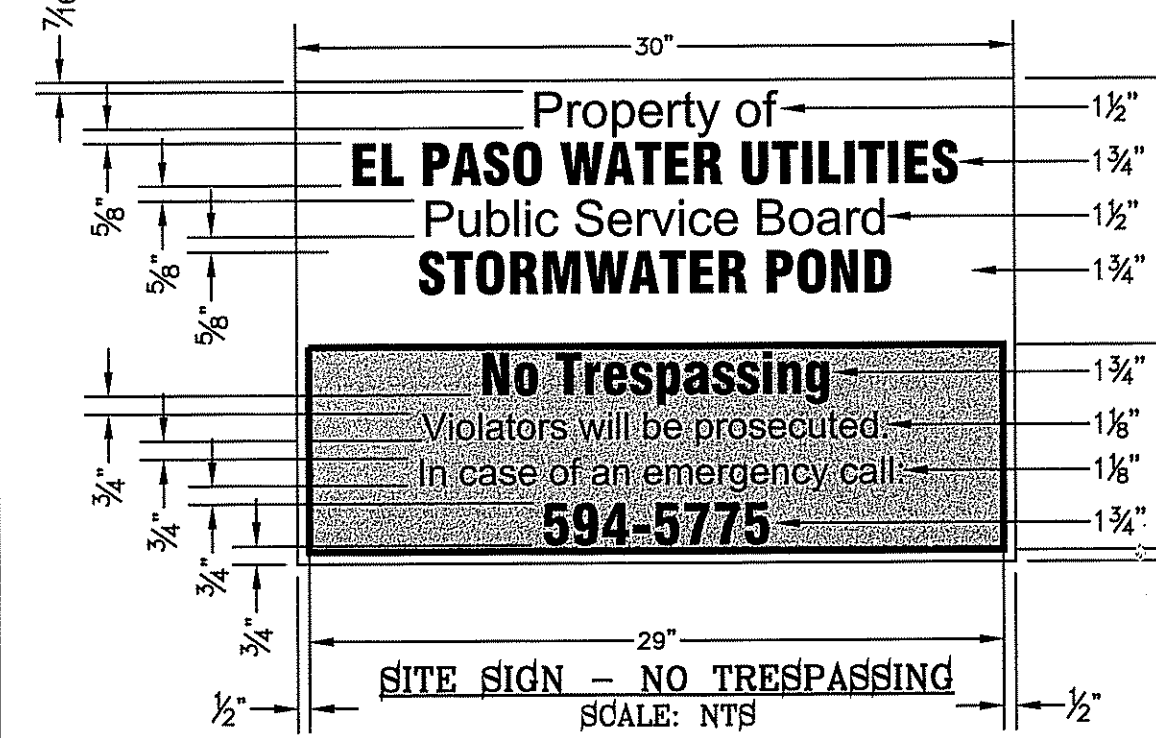 7/16
30"
Property of
1½"
EL PASO WATER UTILITIES
1¾"
5/8"
Public Service Board
1½"
5/8"
STORMWATER POND
1¾"
5/8"
No Trespassing
1¾"
Violators will be prosecuted.
1⅛"
In case of an emergency call:
1⅛"
3/4"
594-5775
1¾"
3/4"
3/4"
3/4"
29"
SITE SIGN - NO TRESPASSING
½"
SCALE: NTS
½"